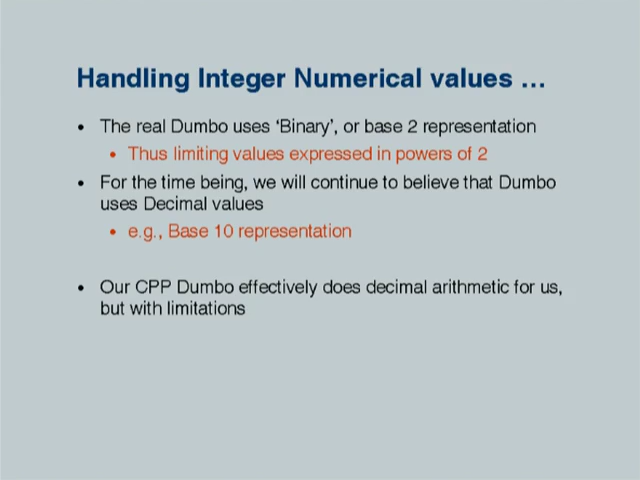 Handling Integer Numerical values ...
• The real Dumbo uses ‘Binary’, or base 2 representation
• Thus limiting values expressed in powers of 2
• For the time being, we will continue to believe that Dumbo
uses Decimal values
• e.g., Base 10 representation
• Our CPP Dumbo effectively does decimal arithmetic for us,
but with limitations